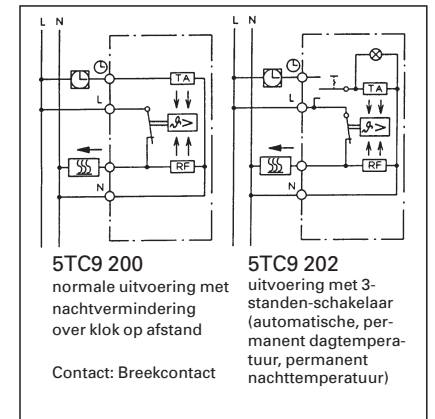 L N
L N
TA
TA
L
L
ϑ>
ϑ>
RF
RF
N
N
5TC9 200
normale uitvoering met
nachtvermindering
over klok op afstand
Contact: Breekcontact
5TC9 202
uitvoering met 3-
standen-schakelaar
(automatische, per-
manent dagtempera-
tuur, permanent
nachttemperatuur)